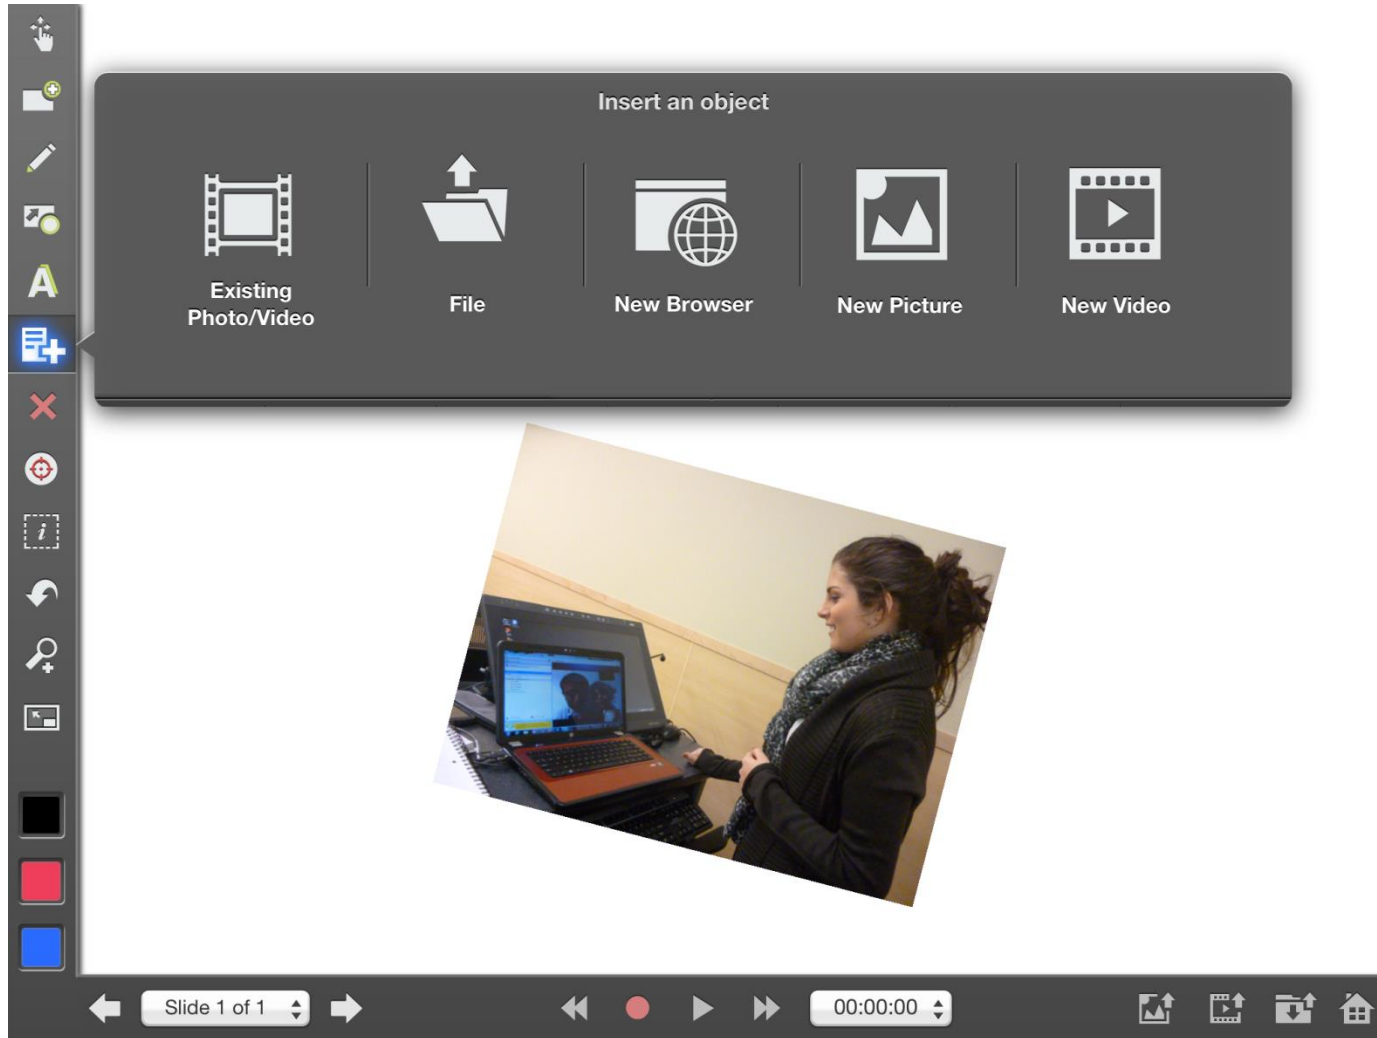 Insert an object
Existing
Photo/Video
File
New Browser
New Picture
New Video
A
i
Slide 1 of 1
00:00:00